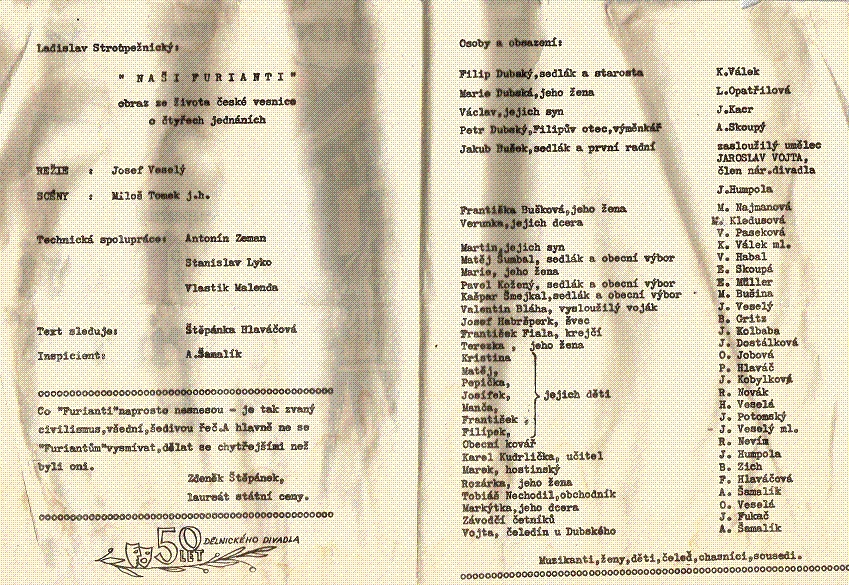 Ladislav Stroupežnický:
" N A Š I F U R I A N T I "
obraz ze života české vesnice
o čtyřech jednáních
REŽIE : Josef Veselý
SCÉNY : Miloš Tomek j.h.
Technická spolupráce: Antonín Zeman
Stanislav Lyko
Vlastik Malenda
Text sleduje: Štěpánka Hlaváčová
Inspicient: A.Šamalík
Co "Furianti"naprosto nesnesou - je tak zvaný
civilismus,všední,šedivou řeč.A hlavně ne se
"Furiantům"vysmívat,dělat se chytřejšími než
byli oni.
Zdeněk Štěpánek,
laureát státní ceny.
50 LET DĚLNICKÉHO DIVADLA
Osoby a obsazení:
Filip Dubský,sedlák a starosta K.Válek
Marie Dubská,jeho žena L.Opatřilová
Václav,jejich syn J.Kacr
Petr Dubský,Filipův otec,výměnkář A.Skoupý
Jakub Bušek,sedlák a první radní zasloužilý umělec
JAROSLAV VOJTA,
člen nár.divadla
J.Humpola
Františka Bušková,jeho žena M. Najmanová
Verunka,jejich dcera M. Kledusová
V. Paseková
Martin,jejich syn K. Válek ml.
Matěj Šumbal, sedlák a obecní výbor V. Habal
Marie, jeho žena E. Skoupá
Pavel Kožený, sedlák a obecní výbor E. Müller
Kašpar Šmejkal,sedlák a obecní výbor M. Bušina
Valentin Bláha, vysloužilý voják J. Veselý
Josef Habršperk, švec B. Gritz
František Fiala, krejčí J. Kolbaba
Terezka , jeho žena J. Dostálková
Kristina O. Jobová
Matěj, P. Hlaváč
Pepička, J. Kobylková
Josífek, jejich děti R. Novák
Manča, H. Veselá
František , J. Potomský
Filípek, J. Veselý ml.
Obecní kovář R. Nevím
Karel Kudrlička, učitel J. Humpola
Marek, hostinský B. Zich
Rozárka, jeho žena F. Hlaváčová
Tobiáš Nechodil,obchodník A. Šamalík
Markýtka,jeho dcera O. Veselá
Závodčí četníků J. Fukač
Vojta, čeledín u Dubského A. Šamalík
Muzikanti,ženy,děti,čeleď,chasníci,sousedi.